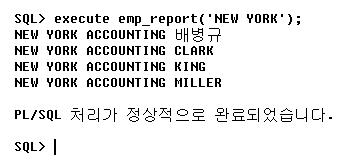 SQL> execute emp_report('NEW YORK');
NEW YORK ACCOUNTING 배병규
NEW YORK ACCOUNTING CLARK
NEW YORK ACCOUNTING KING
NEW YORK ACCOUNTING MILLER
PL/SQL 처리가 정상적으로 완료되었습니다.
SQL>